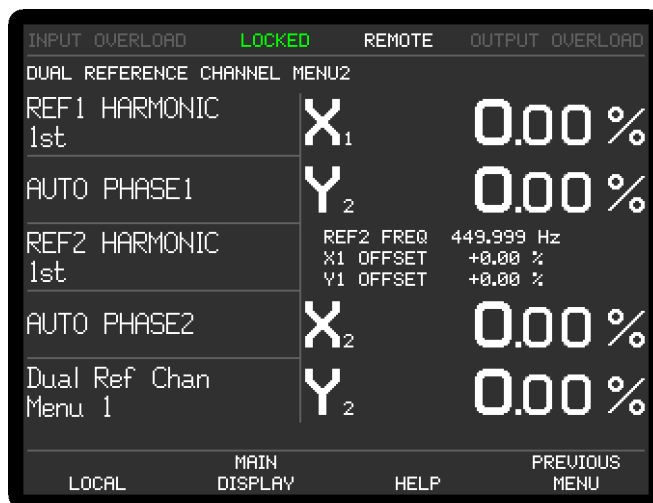 INPUT OVERLOAD LOCKED REMOTE OUTPUT OVERLOAD
DUAL REFERENCE CHANNEL MENU2
REF1 HARMONIC
1st
X1 0.00 %
AUTO PHASE1
Y2 0.00 %
REF2 HARMONIC
1st
REF2 FREQ 449.999 Hz
X1 OFFSET +0.00 %
Y1 OFFSET +0.00 %
AUTO PHASE2
X2 0.00 %
Dual Ref Chan
Menu 1
Y2 0.00 %
LOCAL
MAIN
DISPLAY
HELP
PREVIOUS
MENU